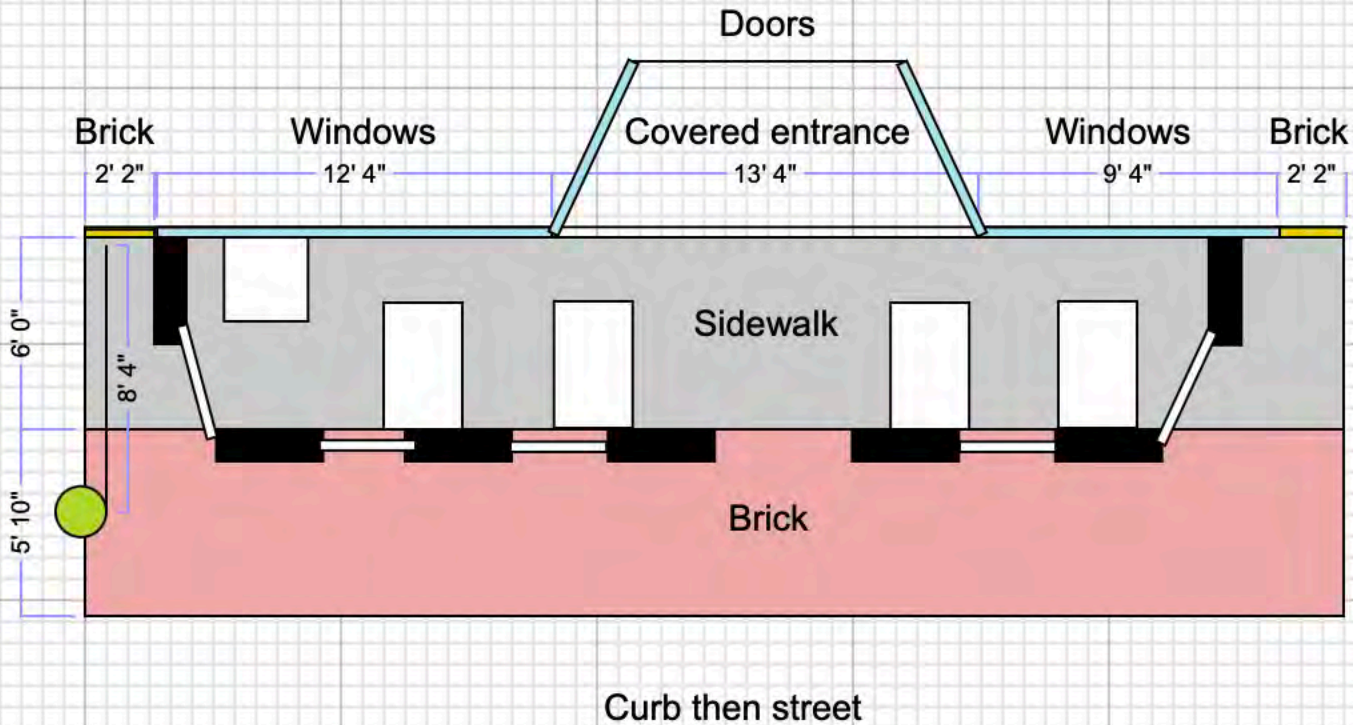 Doors
Brick
Windows
Covered entrance
Windows
Brick
2' 2"
12' 4"
13' 4"
9' 4"
2' 2"
6' 0"
8' 4"
Sidewalk
5' 10"
Brick
Curb then street